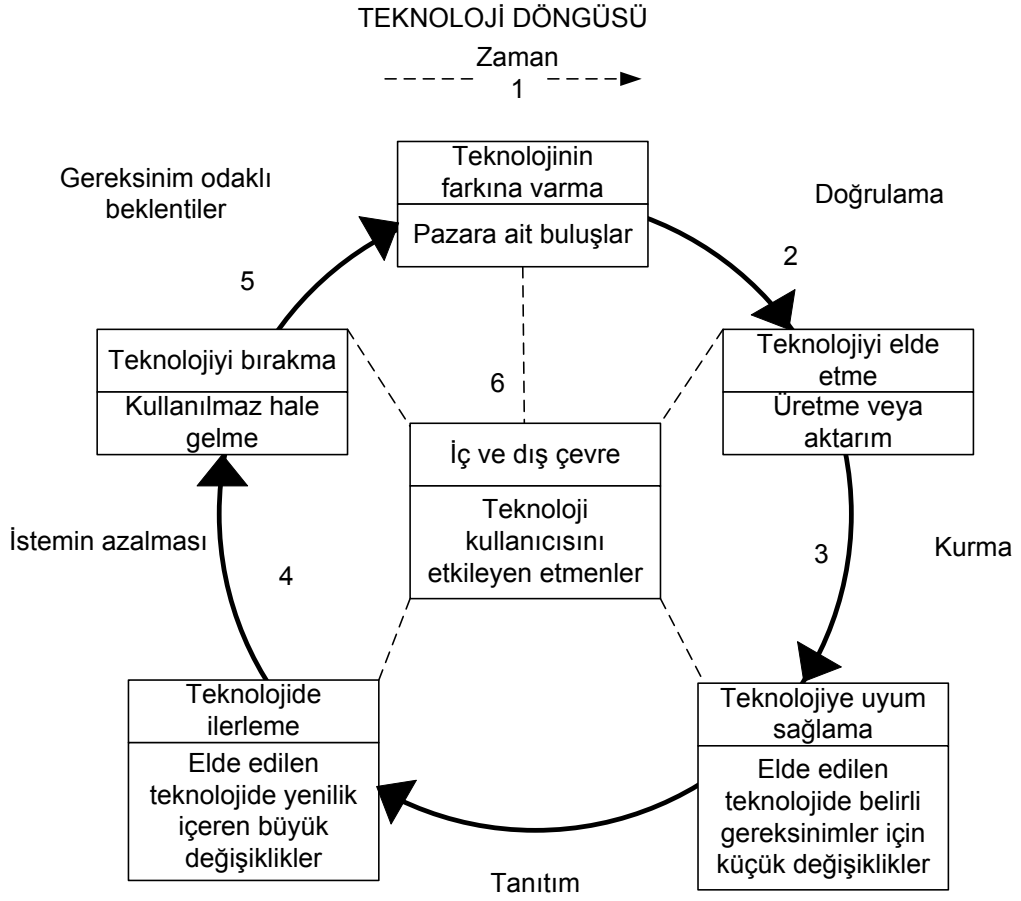 TEKNOLOJİ DÖNGÜSÜ
Zaman
1
Teknolojinin
farkına varma
Pazara ait buluşlar
Gereksinim odaklı
beklentiler
Doğrulama
5
2
Teknolojiyi bırakma
Kullanılmaz hale
gelme
6
Teknolojiyi elde
etme
Üretme veya
aktarım
İç ve dış çevre
Teknoloji
kullanıcısını
etkileyen etmenler
İstemin azalması
4
3
Kurma
Teknolojide
ilerleme
Elde edilen
teknolojide yenilik
içeren büyük
değişiklikler
Teknolojiye uyum
sağlama
Elde edilen
teknolojide belirli
gereksinimler için
küçük değişiklikler
Tanıtım